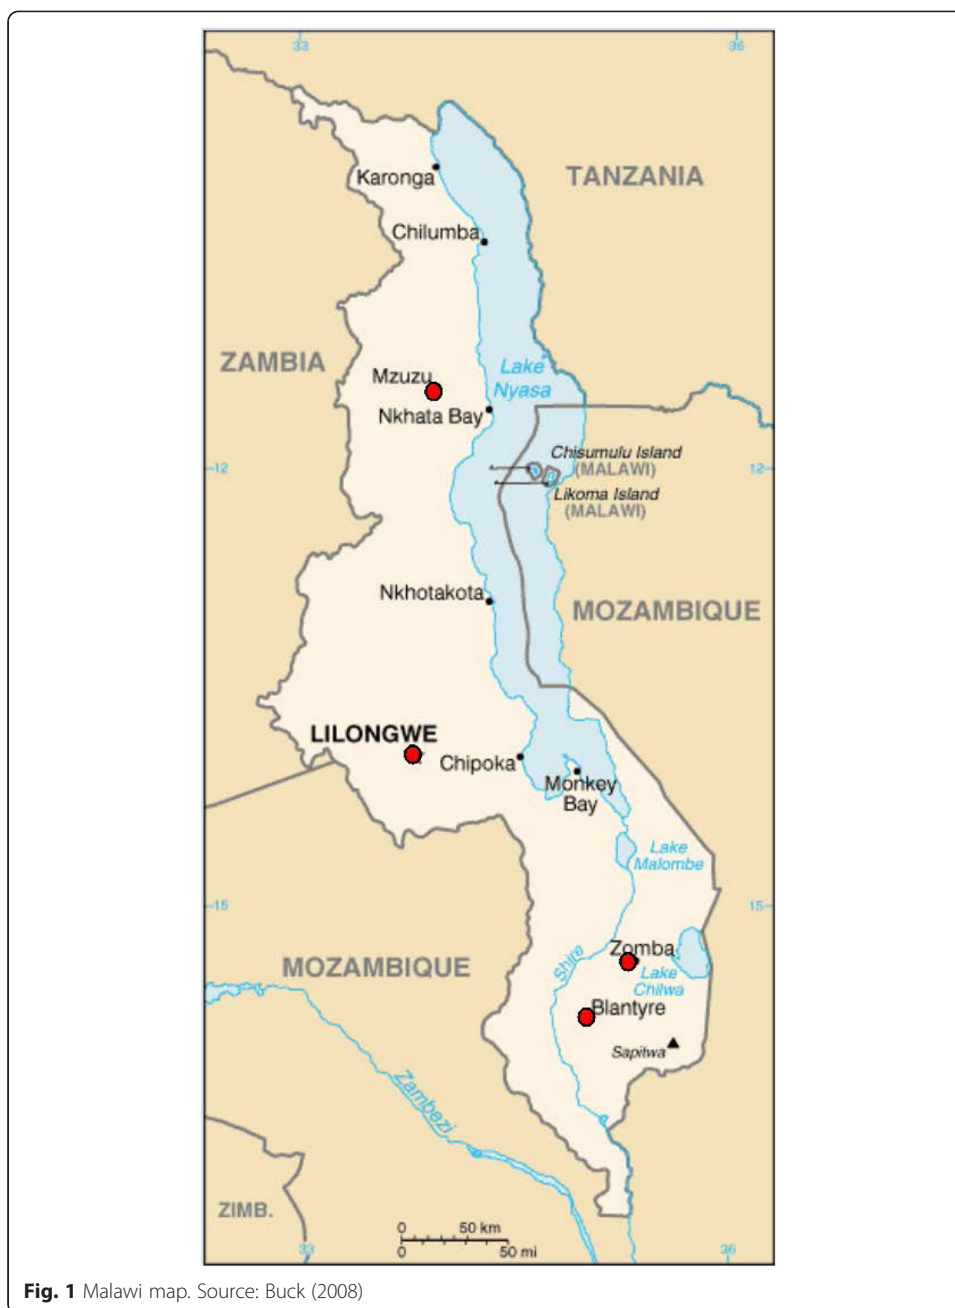 33
36
TANZANIA
Karonga
Chilumba
ZAMBIA
Mzuzu
Lake
Nyasa
Nkhata Bay
Chisumulu Island
12
(MALAWI)
12
Likoma Island
(MALAWI)
Nkhotakota
MOZAMBIQUE
LILONGWE
Chipoka
Monkey
Bay
Lake
Malombe
15
15
Zomba
Shire
MOZAMBIQUE
Lake
Chilwa
Blantyre
Sapitwa
Zambezi
ZIMB.
0
50 km
0
50 mi
33
36
Fig. 1 Malawi map. Source: Buck (2008)